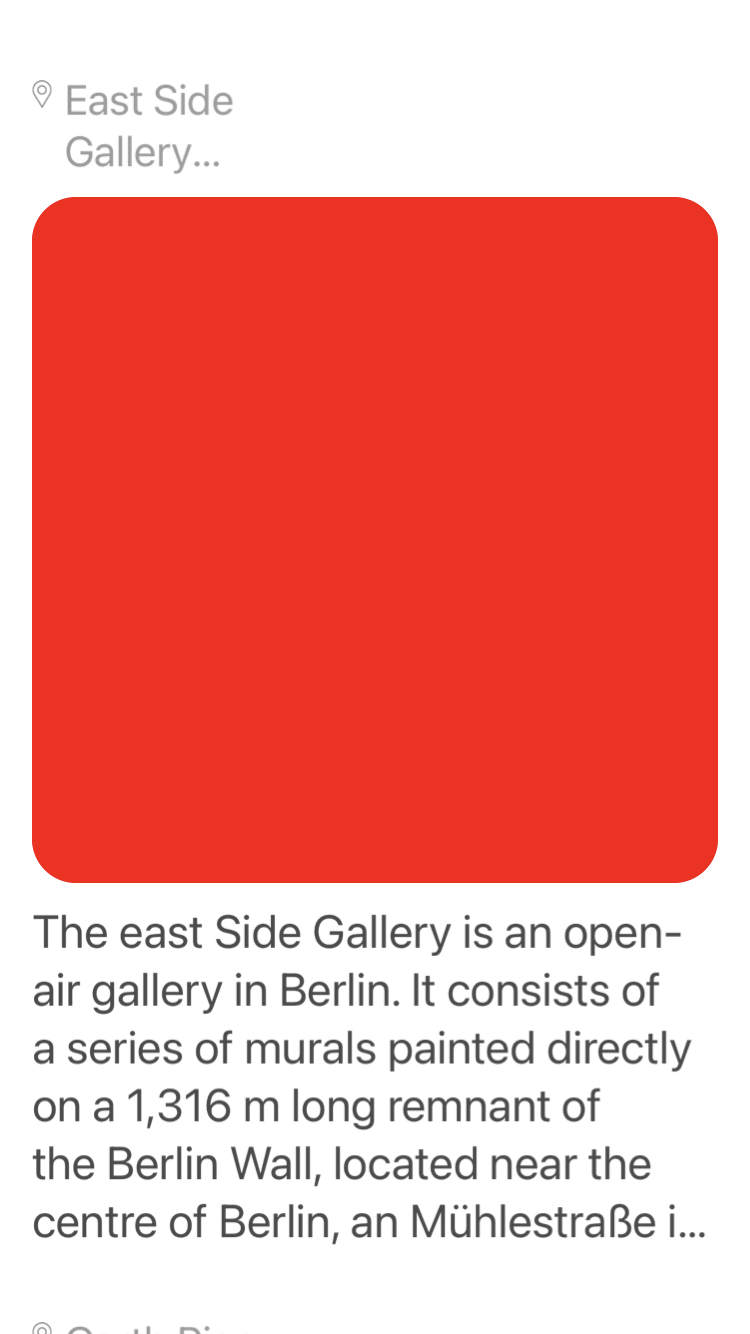 East Side
Gallery...
The east Side Gallery is an open-
air gallery in Berlin. It consists of
a series of murals painted directly
on a 1,316 m long remnant of
the Berlin Wall, located near the
centre of Berlin, an Mühlestraße i...